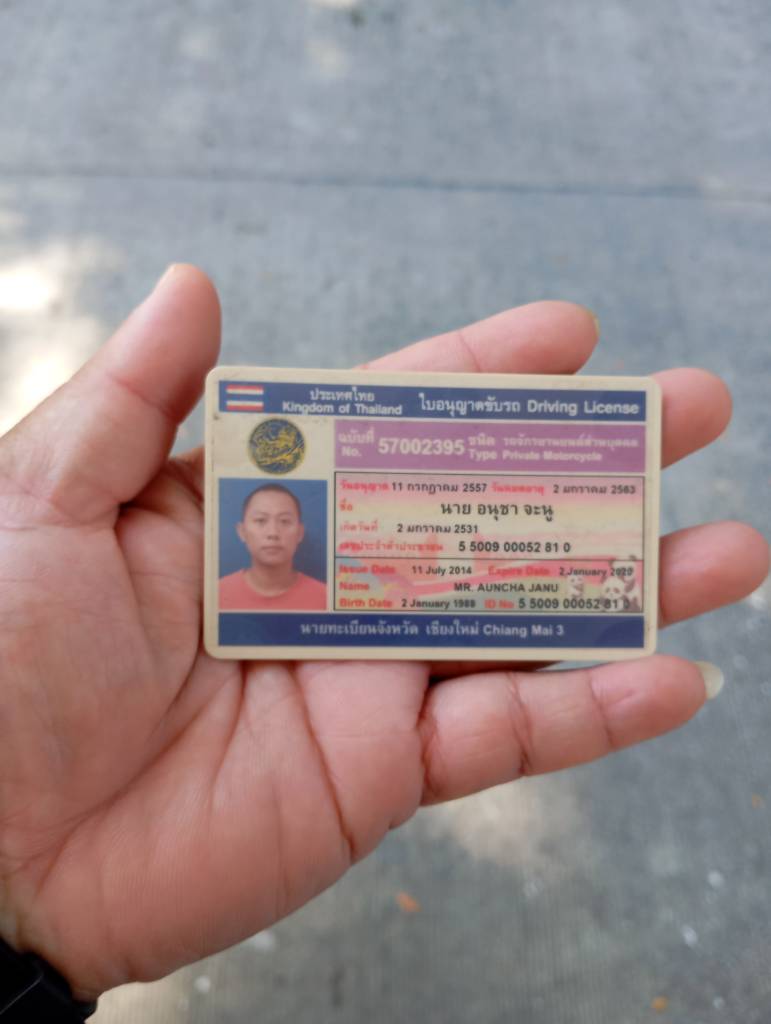 ประเทศไทย
Kingdom of Thailand
ใบอนุญาตขับรถ Driving License
ฉบับที่
No. 57002395
ชนิด รถจักรยานยนต์ส่วนบุคคล
Type Private Motorcycle
วันอนุญาต 11 กรกฎาคม 2557 วันหมดอายุ 2 มกราคม 2563
ชื่อ นาย อนุชา จะนู
เกิดวันที่ 2 มกราคม 2531
เลขประจำตัวประชาชน 5 5009 00052 81 0
Issue Date 11 July 2014 Expire Date 2 January 2020
Name MR. AUNCHA JANU
Birth Date 2 January 1988 ID No 5 5009 00052 81 0
นายทะเบียนจังหวัด เชียงใหม่ Chiang Mai 3